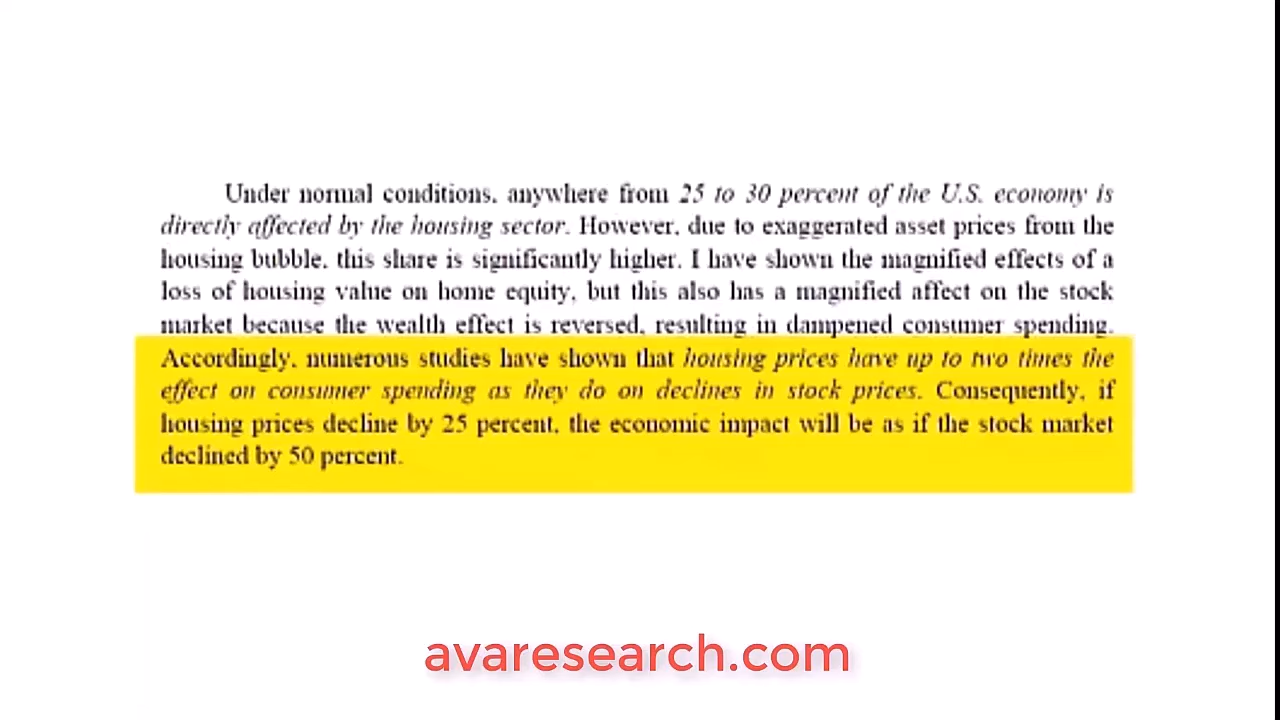 Under normal conditions, anywhere from 25 to 30 percent of the U.S. economy is
directly affected by the housing sector. However, due to exaggerated asset prices from the
housing bubble, this share is significantly higher. I have shown the magnified effects of a
loss of housing value on home equity, but this also has a magnified affect on the stock
market because the wealth effect is reversed, resulting in dampened consumer spending.
Accordingly, numerous studies have shown that housing prices have up to two times the
effect on consumer spending as they do on declines in stock prices. Consequently, if
housing prices decline by 25 percent, the economic impact will be as if the stock market
declined by 50 percent.
avaresearch.com